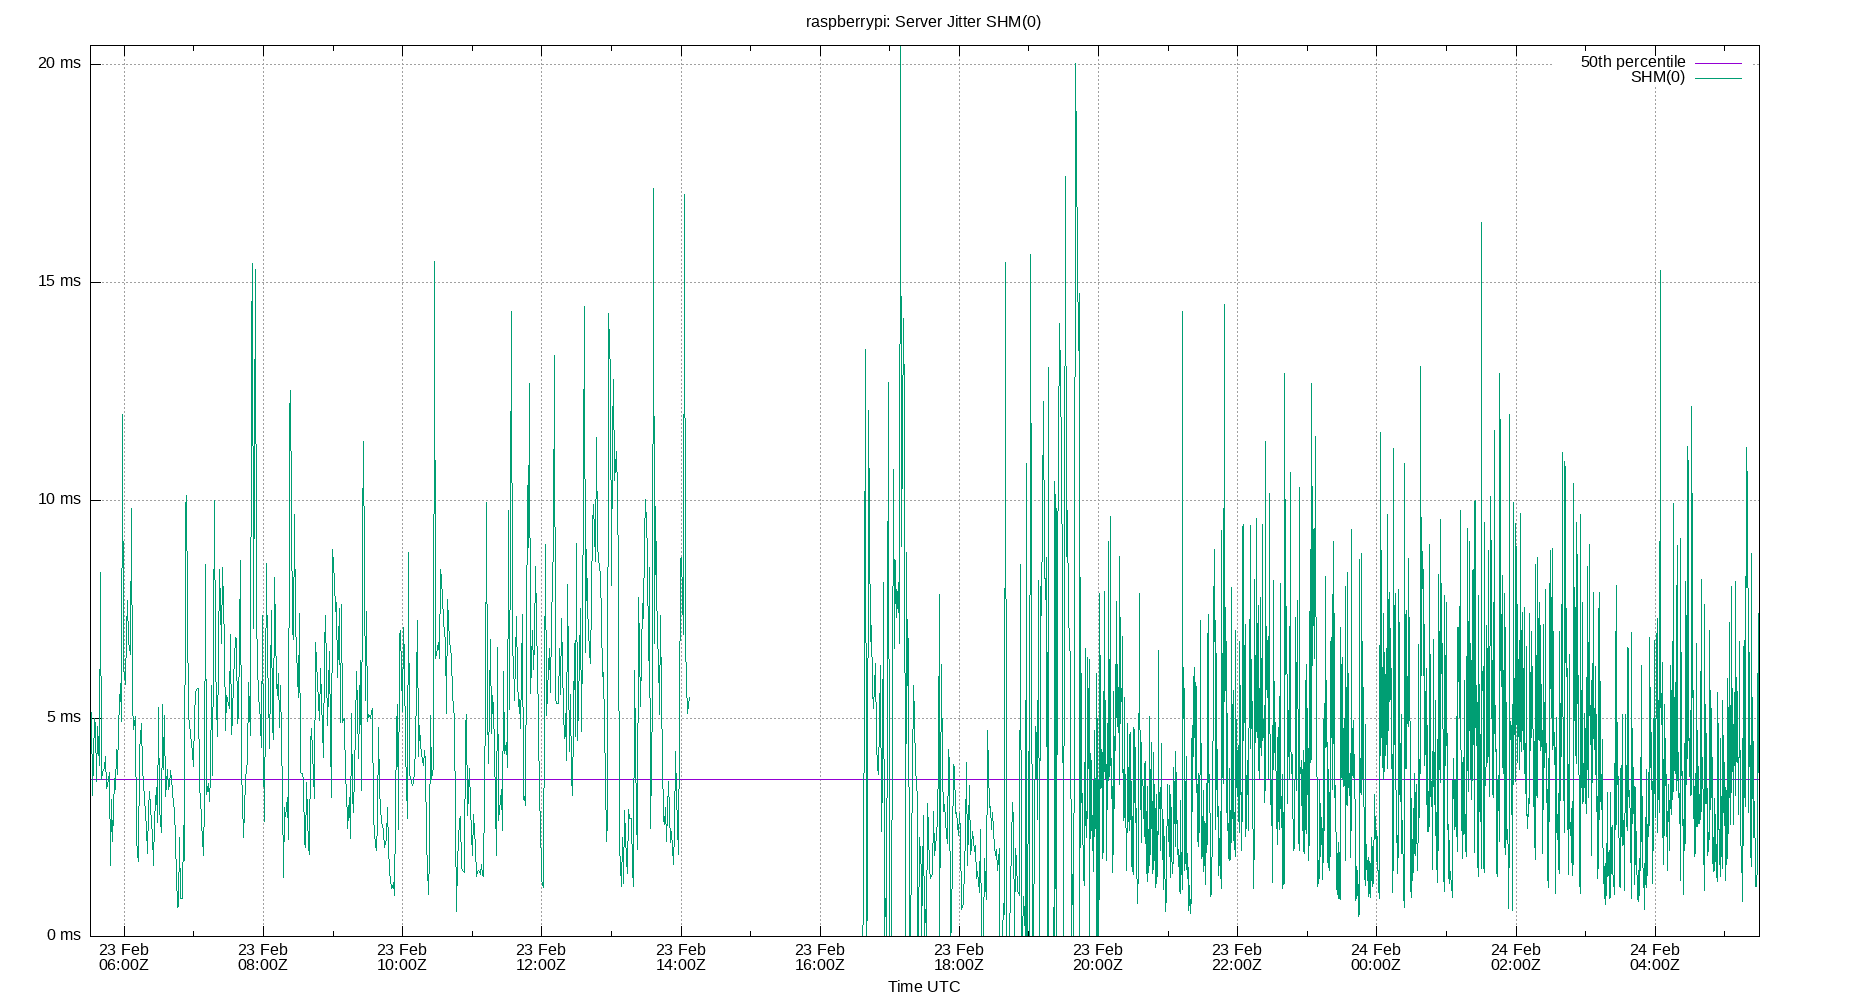 raspberrypi: Server Jitter SHM(0)
20 ms
15 ms
10 ms
5 ms
0 ms
50th percentile
SHM(0)
23 Feb 23 Feb 23 Feb 23 Feb 23 Feb 23 Feb 23 Feb 23 Feb 23 Feb 24 Feb 24 Feb 24 Feb
06:00Z 08:00Z 10:00Z 12:00Z 14:00Z 16:00Z 18:00Z 20:00Z 22:00Z 00:00Z 02:00Z 04:00Z
Time UTC